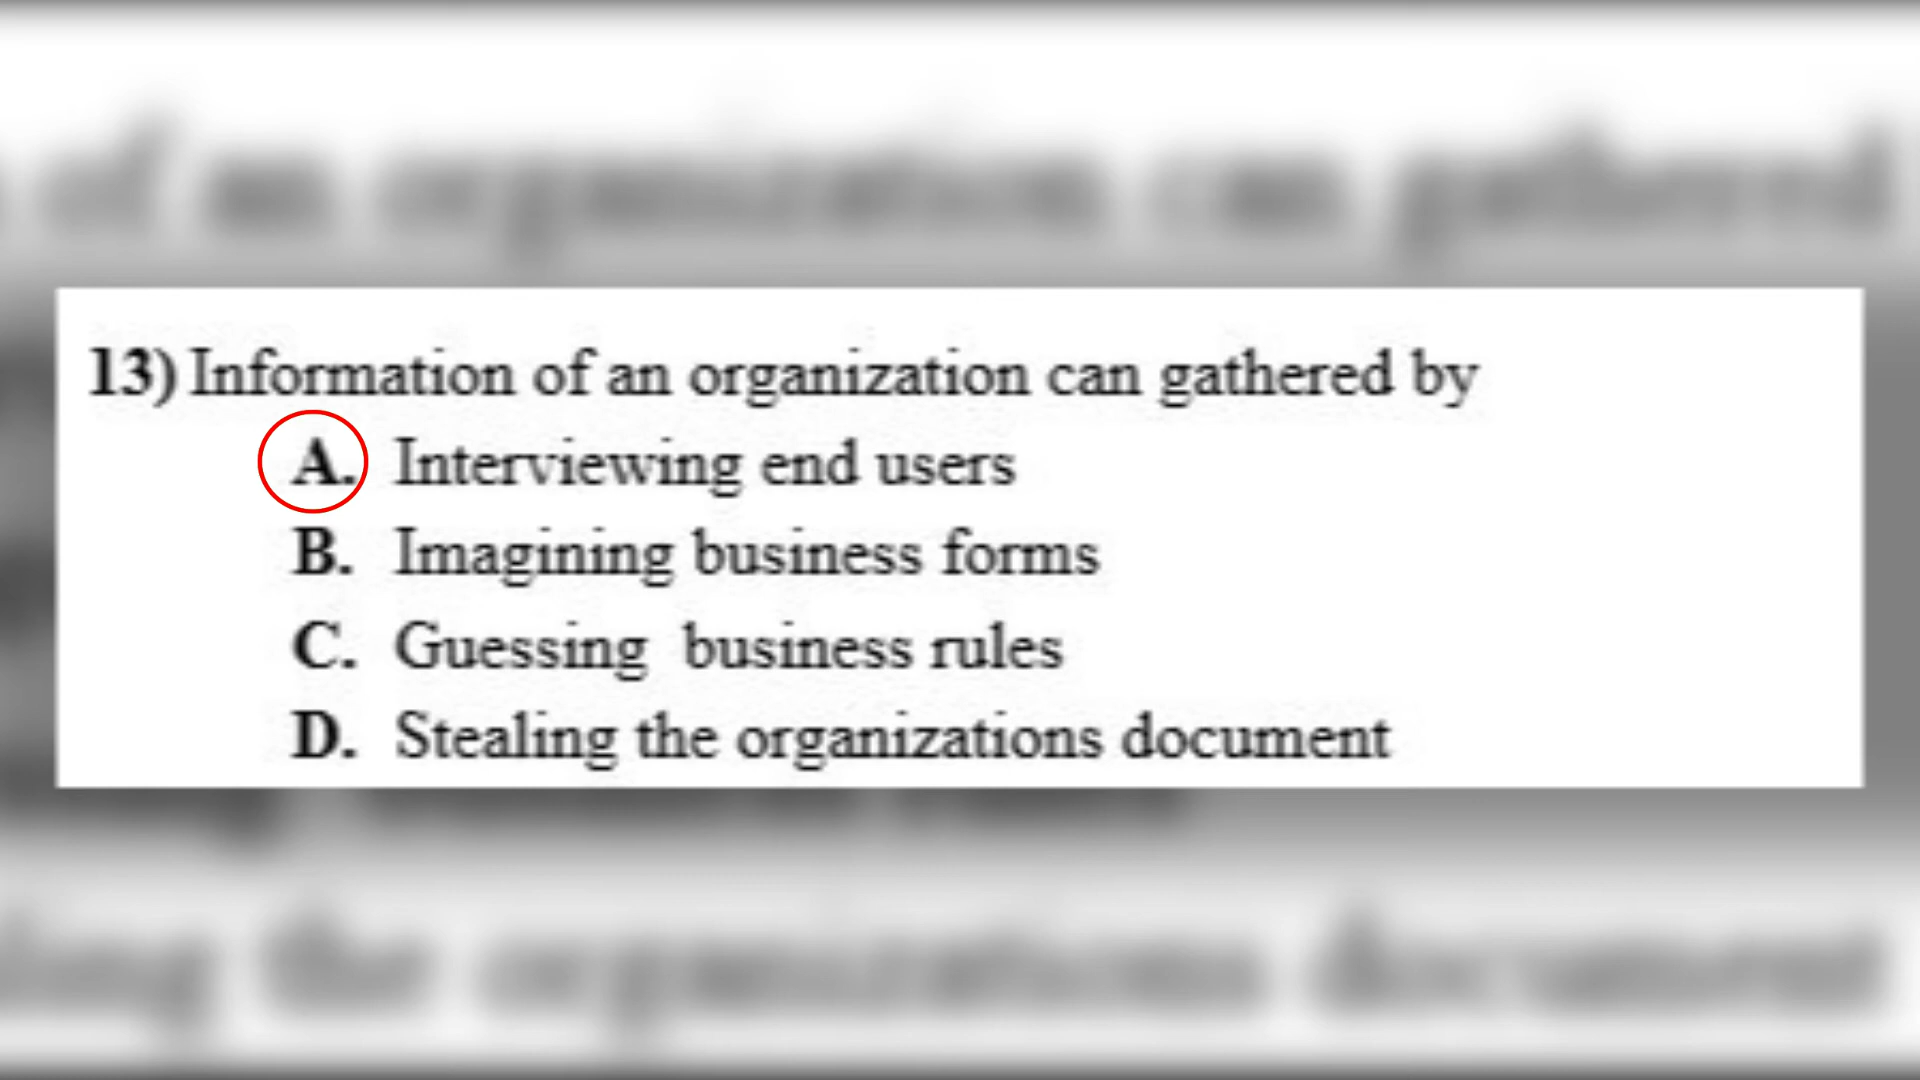 13) Information of an organization can gathered by
A. Interviewing end users
B. Imagining business forms
C. Guessing  business rules
D. Stealing the organizations document